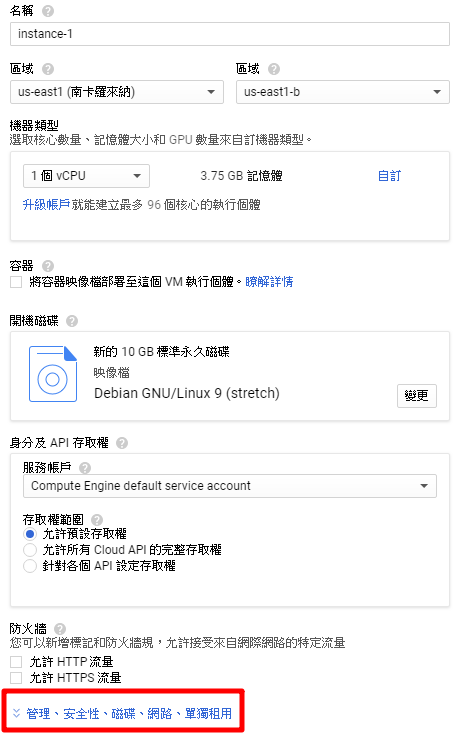 名稱
instance-1
區域 區域
us-east1 (南卡羅來納) us-east1-b
機器類型
選取核心數量、記憶體大小和 GPU 數量來自訂機器類型。
1 個 vCPU 3.75 GB 記憶體 自訂
升級帳戶就能建立最多 96 個核心的執行個體
容器
將容器映像檔部署至這個 VM 執行個體。瞭解詳情
開機磁碟
新的 10 GB 標準永久磁碟
映像檔
Debian GNU/Linux 9 (stretch) 變更
身分及 API 存取權
服務帳戶
Compute Engine default service account
存取權範圍
允許預設存取權
允許所有 Cloud API 的完整存取權
針對各個 API 設定存取權
防火牆
您可以新增標記和防火牆規，允許接受來自網際網路的特定流量
允許 HTTP 流量
允許 HTTPS 流量
管理、安全性、磁碟、網路、單獨租用